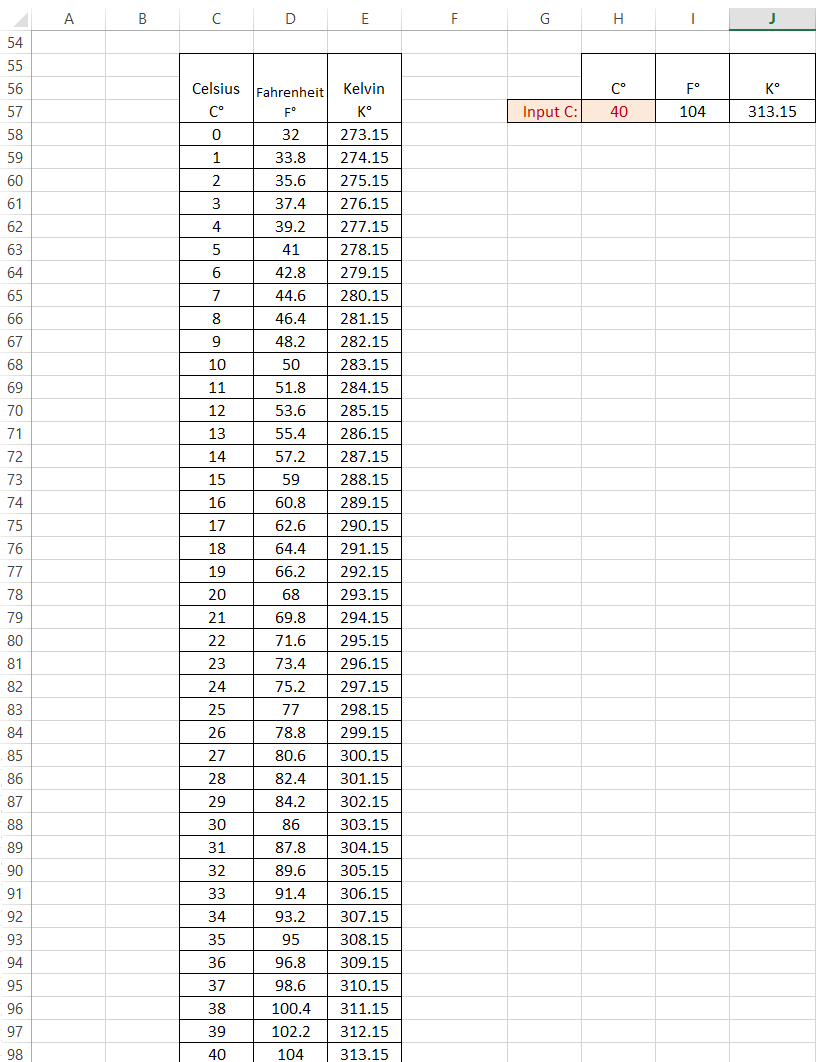 A B C D E F G H I J
54
55
56 Celsius Fahrenheit Kelvin C° F° K°
57 C° F° K° Input C: 40 104 313.15
58 0 32 273.15
59 1 33.8 274.15
60 2 35.6 275.15
61 3 37.4 276.15
62 4 39.2 277.15
63 5 41 278.15
64 6 42.8 279.15
65 7 44.6 280.15
66 8 46.4 281.15
67 9 48.2 282.15
68 10 50 283.15
69 11 51.8 284.15
70 12 53.6 285.15
71 13 55.4 286.15
72 14 57.2 287.15
73 15 59 288.15
74 16 60.8 289.15
75 17 62.6 290.15
76 18 64.4 291.15
77 19 66.2 292.15
78 20 68 293.15
79 21 69.8 294.15
80 22 71.6 295.15
81 23 73.4 296.15
82 24 75.2 297.15
83 25 77 298.15
84 26 78.8 299.15
85 27 80.6 300.15
86 28 82.4 301.15
87 29 84.2 302.15
88 30 86 303.15
89 31 87.8 304.15
90 32 89.6 305.15
91 33 91.4 306.15
92 34 93.2 307.15
93 35 95 308.15
94 36 96.8 309.15
95 37 98.6 310.15
96 38 100.4 311.15
97 39 102.2 312.15
98 40 104 313.15